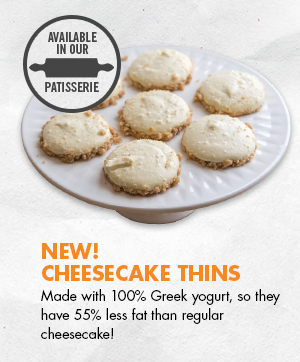 AVAILABLE
IN OUR
PATISSERIE
NEW!
CHEESECAKE THINS
Made with 100% Greek yogurt, so they
have 55% less fat than regular
cheesecake!